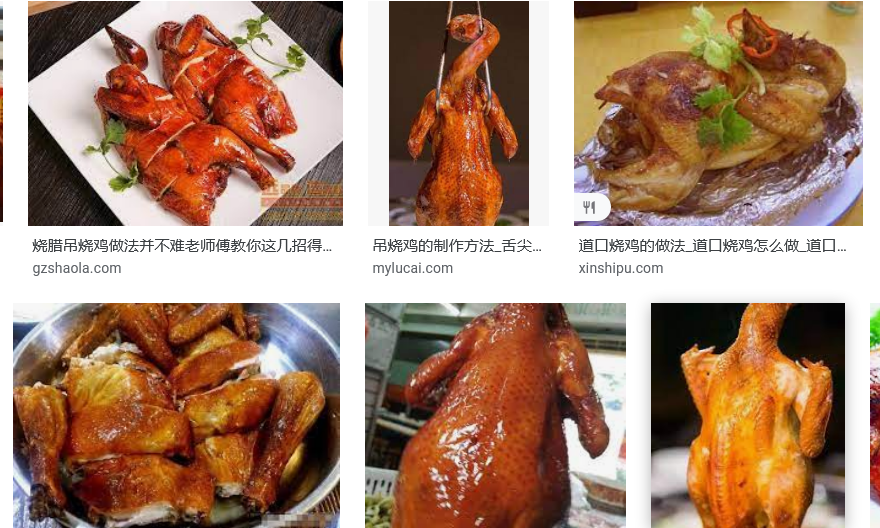 烧腊吊烧鸡做法并不难老师傅教你这几招得...
gzshaola.com
吊烧鸡的制作方法_舌尖...
mylucai.com
道口烧鸡的做法_道口烧鸡怎么做_道口...
xinshipu.com